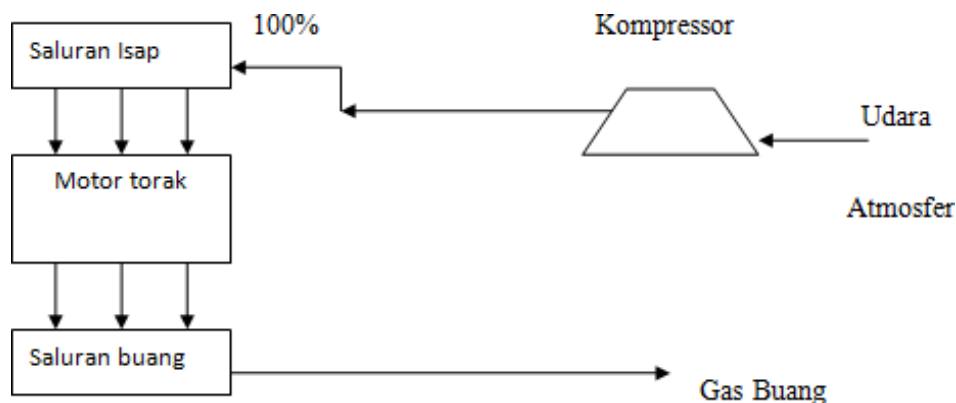 100%
Kompressor
Saluran Isap
Udara
Motor torak
Atmosfer
Saluran buang
Gas Buang